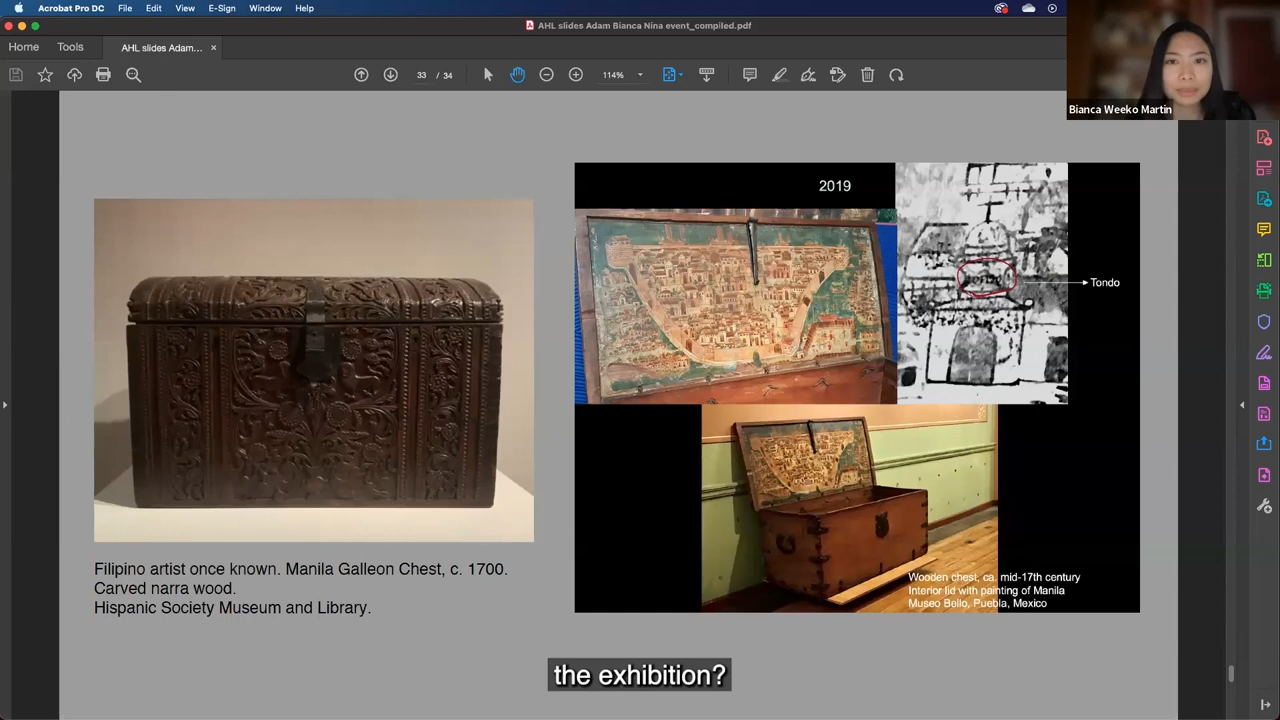 Acrobat Pro DC File Edit View E-Sign Window Help
AHL slides Adam Bianca Nina event_compiled.pdf
Home Tools AHL slides Adam... ×
33 / 34 114%
Bianca Weeko Martin
2019
Tondo
Filipino artist once known. Manila Galleon Chest, c. 1700.
Carved narra wood.
Hispanic Society Museum and Library.
Wooden chest, ca. mid-17th century
Interior lid with painting of Manila
Museo Bello, Puebla, Mexico
the exhibition?